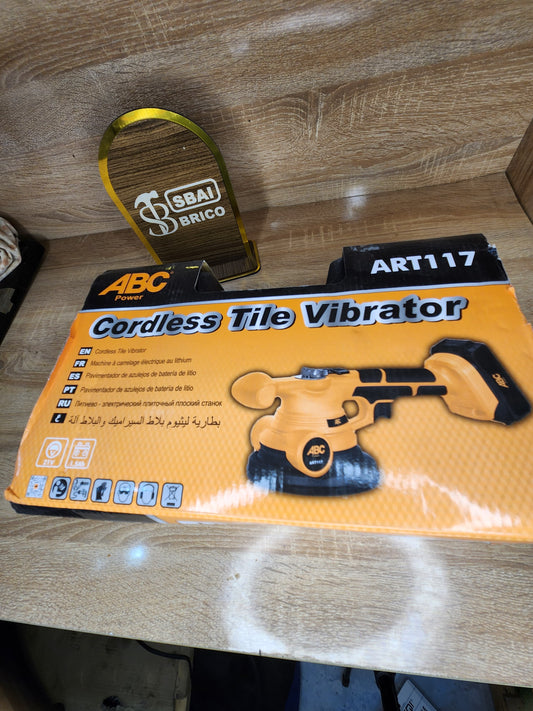 SBAI
BRICO
ABC
Power
ART117
Cordless Tile Vibrator
EN Cordless Tile Vibrator
FR Machine à carrelage électrique au lithium
ES Pavimentador de azulejos de batería de litio
PT Pavimentador de azulejos de bateria de lítio
RU Литиево - электрический плиточный плоский станок
ع بطارية ليثيوم بلاط السيراميك والبلاط آلة
21V
ABC
ART117
ABC